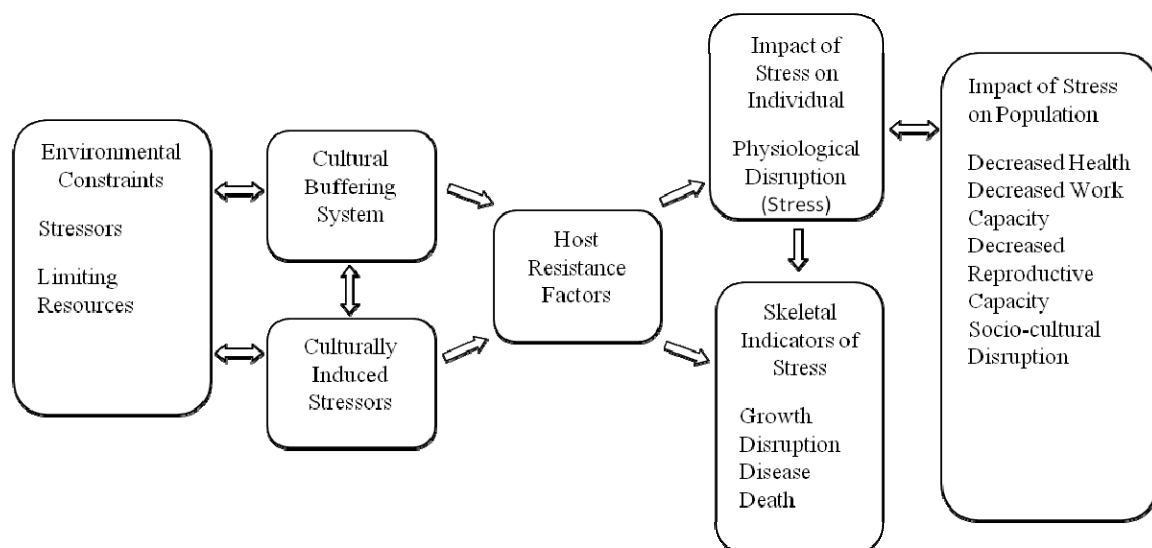 Environmental
Constraints
Stressors
Limiting
Resources
Cultural
Buffering
System
Culturally
Induced
Stressors
Host
Resistance
Factors
Impact of
Stress on
Individual
Physiological
Disruption
(Stress)
Skeletal
Indicators of
Stress
Growth
Disruption
Disease
Death
Impact of Stress
on Population
Decreased Health
Decreased Work
Capacity
Decreased
Reproductive
Capacity
Socio-cultural
Disruption